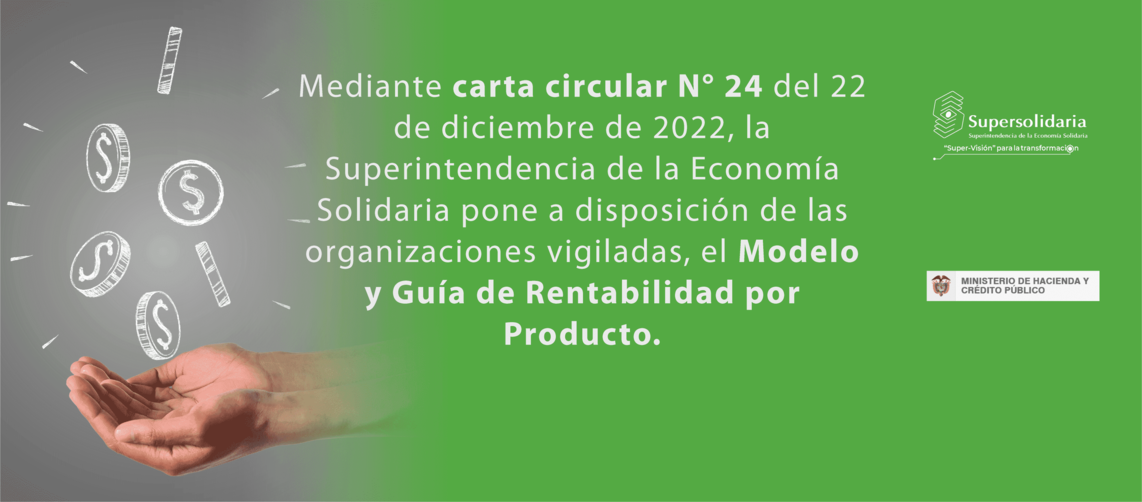 Mediante carta circular N° 24 del 22
de diciembre de 2022, la
Superintendencia de la Economía
Solidaria pone a disposición de las
organizaciones vigiladas, el Modelo
y Guía de Rentabilidad por
Producto.
Supersolidaria
Superintendencia de la Economía Solidaria
"Super-Visión" para la transformación
MINISTERIO DE HACIENDA Y
CRÉDITO PÚBLICO